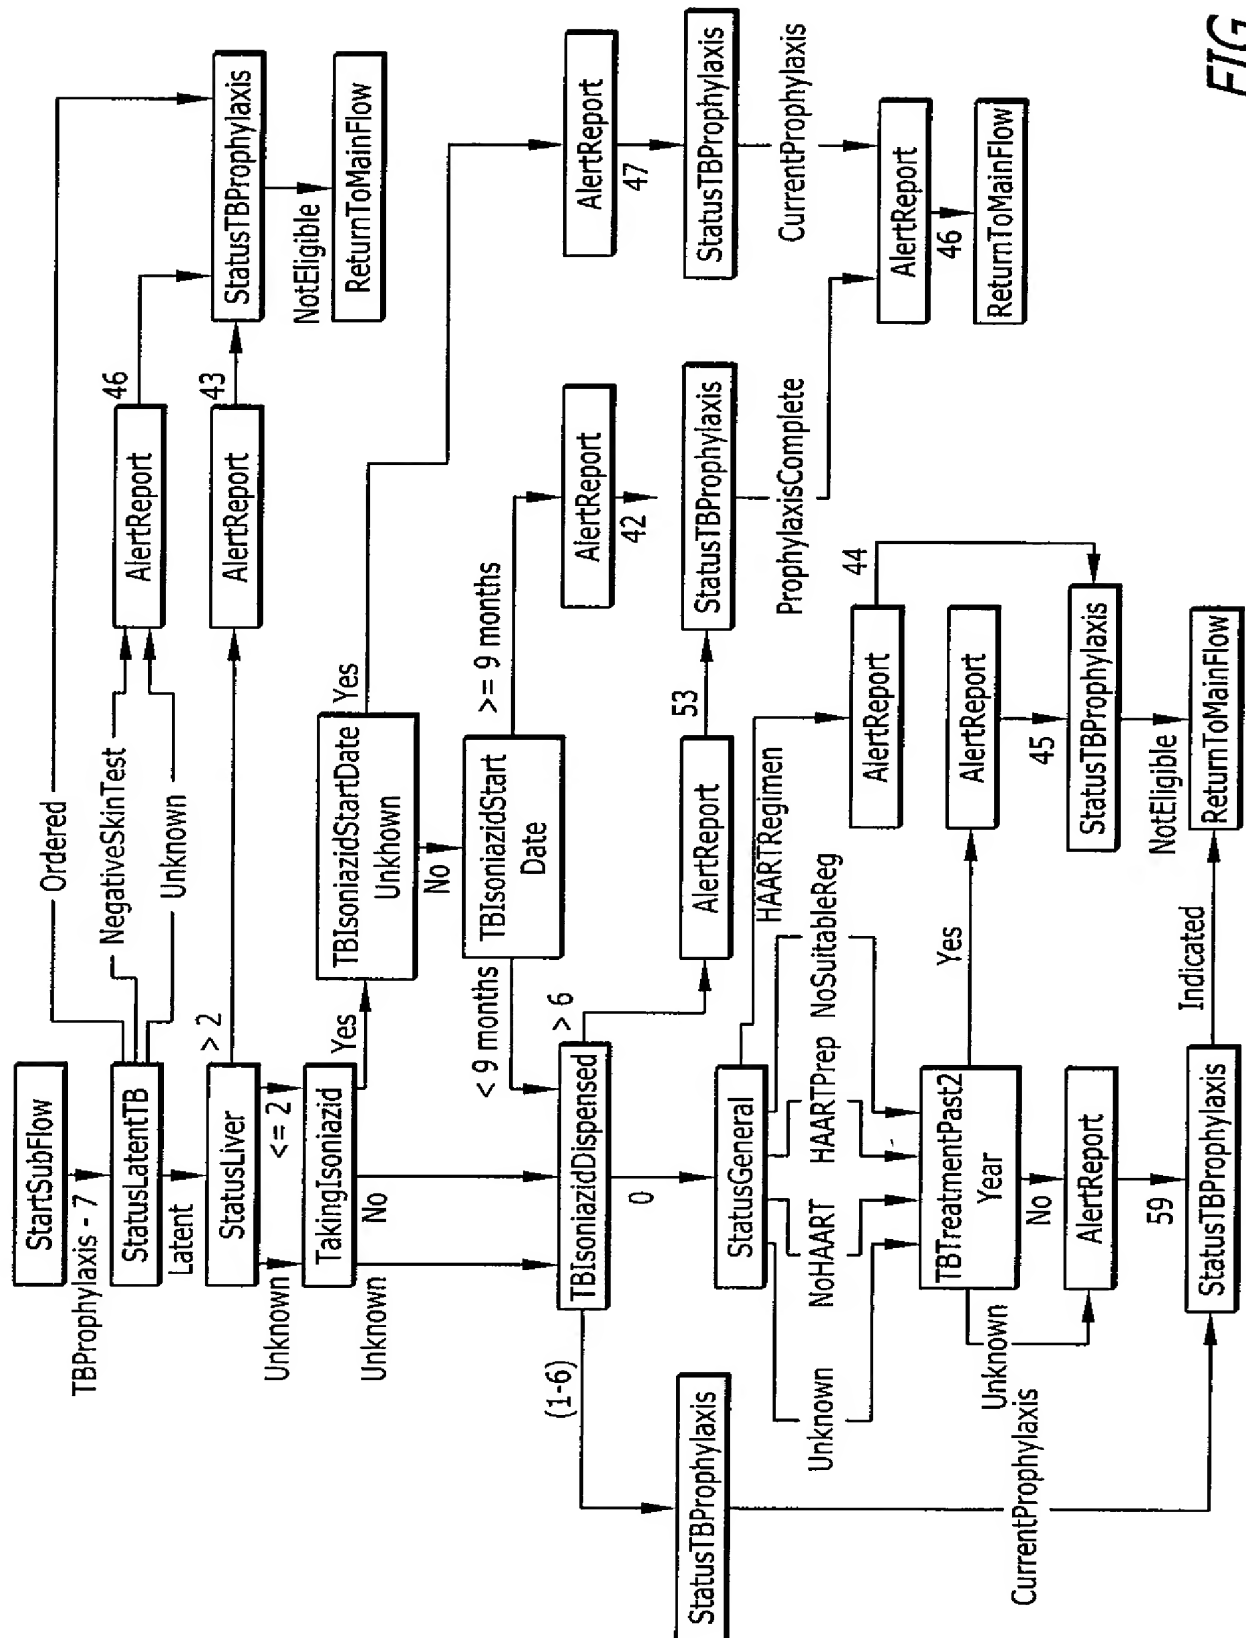 FIG
StartSubFlow
TBProphylaxis - 7
StatusLatentTB
Ordered
NegativeSkinTest
Unknown
Latent
StatusLiver
> 2
<= 2
Unknown
AlertReport
46
AlertReport
43
StatusTBProphylaxis
NotEligible
ReturnToMainFlow
TakingIsoniazid
Yes
No
Unknown
TBIsoniazidStartDate
Unkhown
Yes
No
TBIsoniazidStart
Date
>= 9 months
< 9 months
AlertReport
47
StatusTBProphylaxis
CurrentProphylaxis
AlertReport
42
StatusTBProphylaxis
ProphylaxisComplete
AlertReport
46
ReturnToMainFlow
TBIsoniazidDispensed
> 6
(1-6)
0
AlertReport
53
StatusTBProphylaxis
StatusGeneral
HAARTRegimen
NoSuitableReg
HAARTPrep
NoHAART
Unknown
AlertReport
44
TBTreatmentPast2
Year
Yes
No
Unknown
AlertReport
45
StatusTBProphylaxis
NotEligible
AlertReport
59
StatusTBProphylaxis
CurrentProphylaxis
Indicated
ReturnToMainFlow